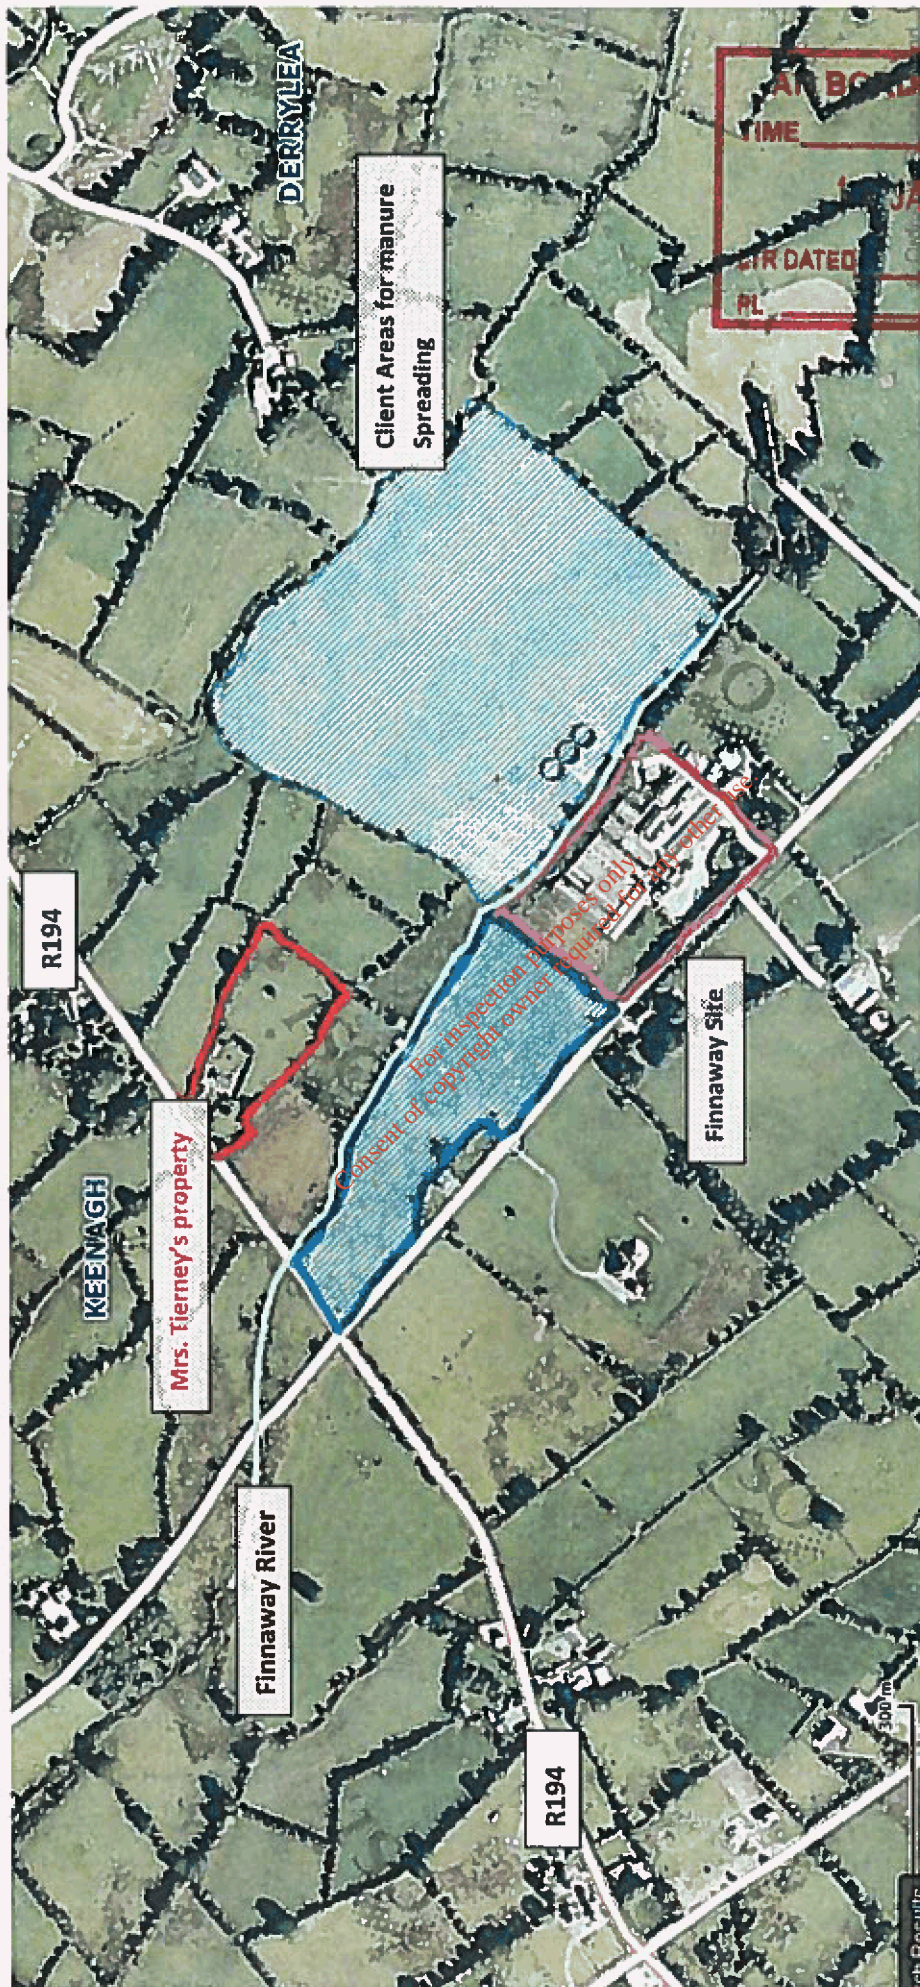 R194
KEENAGH
Mrs. Tierney's property
Finnaway River
DERRYLEA
Client Areas for manure
Spreading
Finnaway Site
R194
For inspection purposes only.
Consent of copyright owner required for any other use.
TIME
DATED
PL
300 m